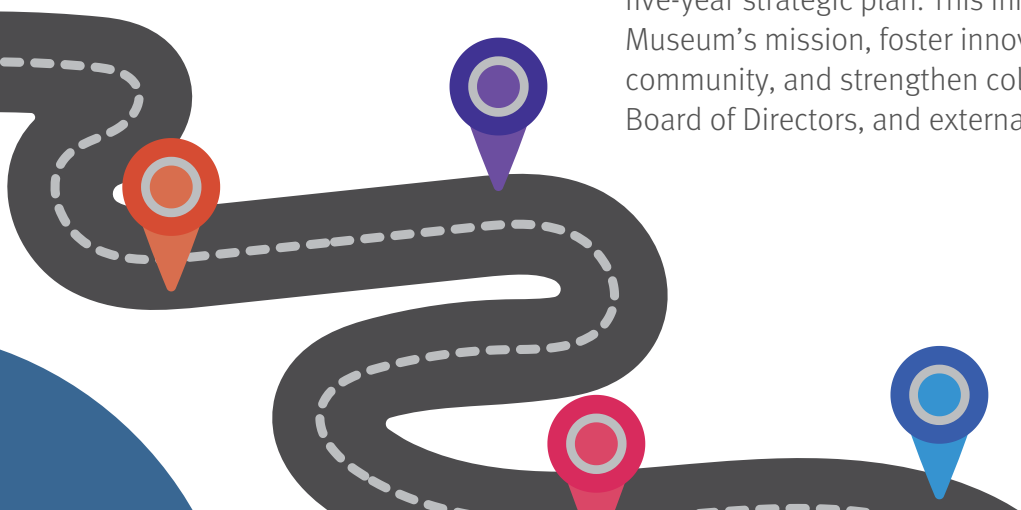 five-year strategic plan. This
Museum's mission, foster
community, and strengthen
Board of Directors, and